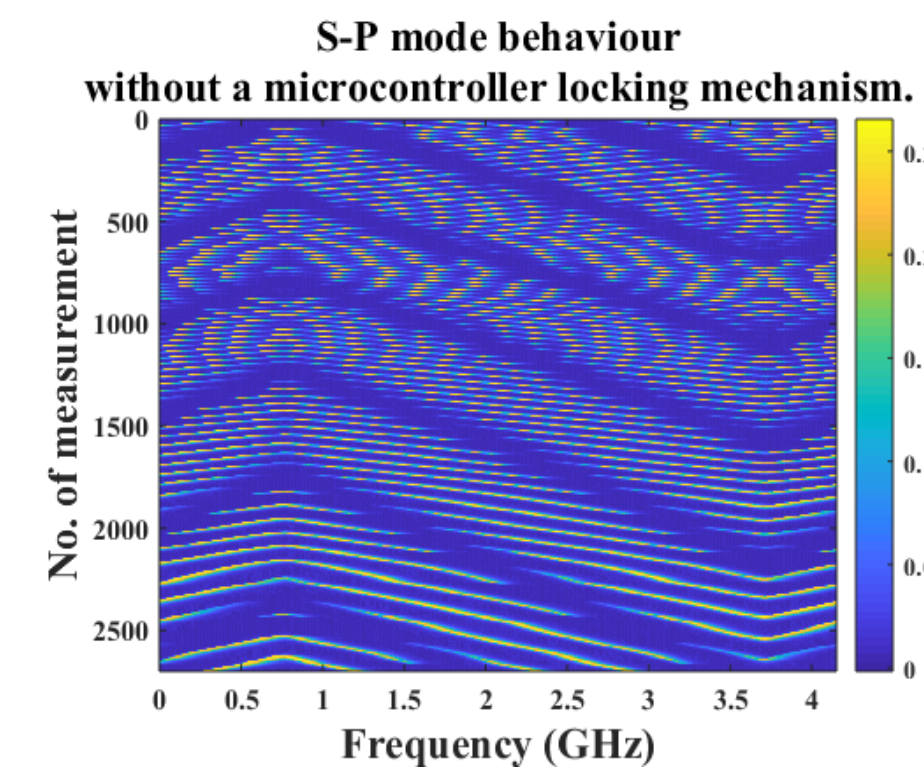 S-P mode behaviour
without a microcontroller locking mechanism.
No. of measurement
0
500
1000
1500
2000
2500
0 0.5 1 1.5 2 2.5 3 3.5 4
Frequency (GHz)
0